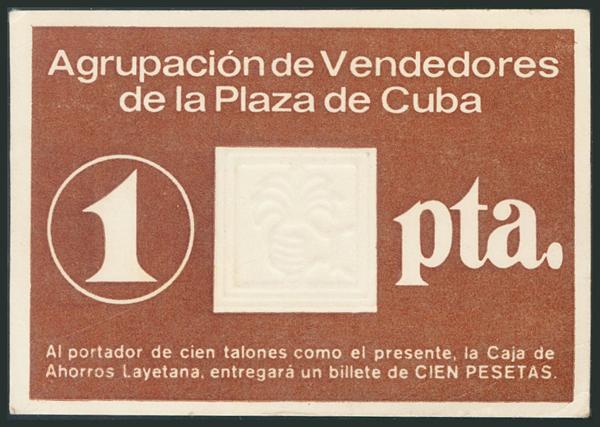 Agrupación de Vendedores
de la Plaza de Cuba
1 pta.
Al portador de cien talones como el presente, la Caja de
Ahorros Layetana, entregará un billete de CIEN PESETAS.